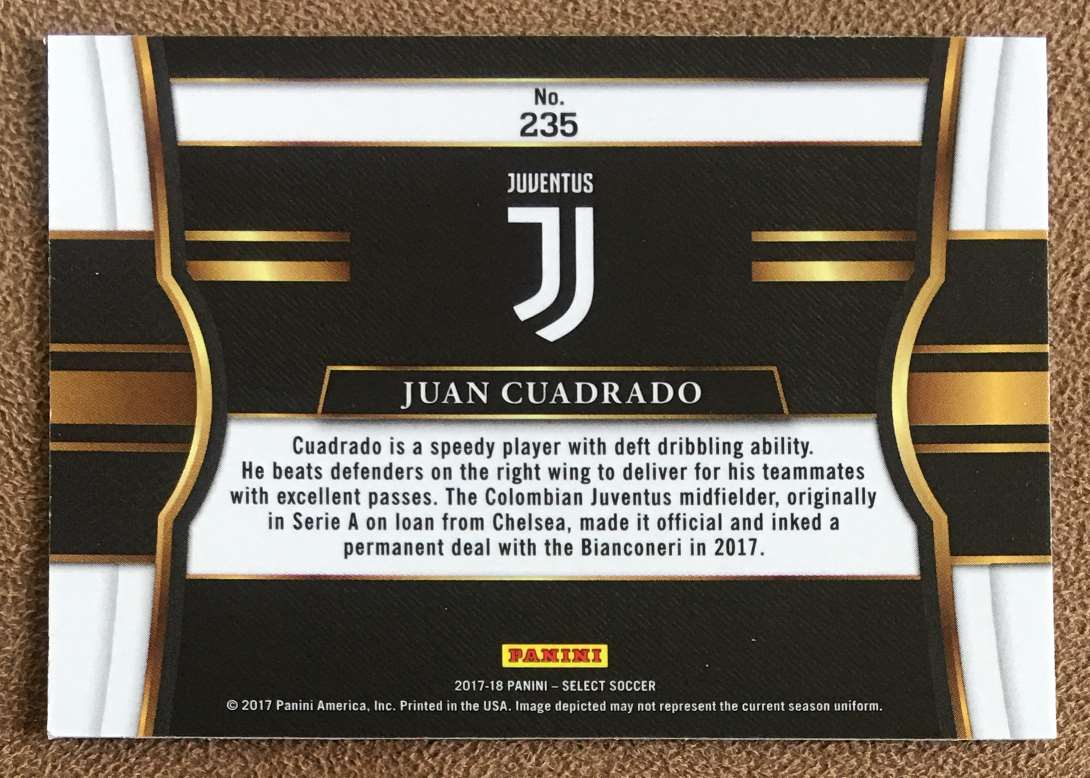 No.
235
JUVENTUS
JUAN CUADRADO
Cuadrado is a speedy player with deft dribbling ability.
He beats defenders on the right wing to deliver for his teammates
with excellent passes. The Colombian Juventus midfielder, originally
in Serie A on loan from Chelsea, made it official and inked a
permanent deal with the Bianconeri in 2017.
PANINI
2017-18 PANINI – SELECT SOCCER
© 2017 Panini America, Inc. Printed in the USA. Image depicted may not represent the current season uniform.